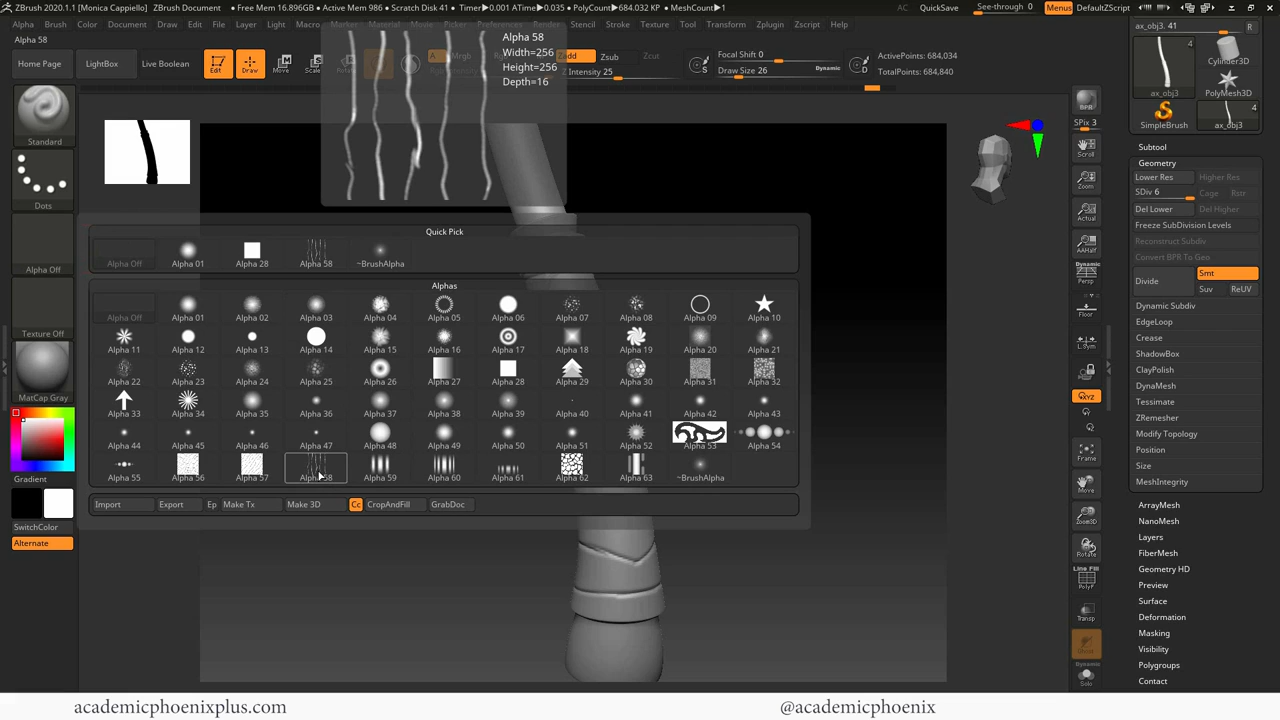 ZBrush 2020.1.1 [Monica Cappiello] ZBrush Document • Free Mem 16.896GB • Active Mem 986 • Scratch Disk 41 • Timer▶0.001 ATime▶0.035 • PolyCount▶684.032 KP • MeshCount▶1 AC QuickSave See-through 0 Menus DefaultZScript
Alpha Brush Color Document Draw Edit File Layer Light Macro Marker Material Movie Picker Preferences Render Stencil Stroke Texture Tool Transform Zplugin Zscript
Alpha 58
Home Page LightBox Live Boolean Edit Draw Move Scale Rotate
Alpha 58
Width=256
Height=256
Depth=16
Zadd Zsub Zcut
Z Intensity 25
Focal Shift 0
Draw Size 26 Dynamic
S D
ActivePoints: 684,034
TotalPoints: 684,840
Standard
Dots
Alpha Off
Texture Off
MatCap Gray
Gradient
SwitchColor
Alternate
Quick Pick
Alpha Off Alpha 01 Alpha 28 Alpha 58 ~BrushAlpha
Alphas
Alpha Off Alpha 01 Alpha 02 Alpha 03 Alpha 04 Alpha 05 Alpha 06 Alpha 07 Alpha 08 Alpha 09 Alpha 10
Alpha 11 Alpha 12 Alpha 13 Alpha 14 Alpha 15 Alpha 16 Alpha 17 Alpha 18 Alpha 19 Alpha 20 Alpha 21
Alpha 22 Alpha 23 Alpha 24 Alpha 25 Alpha 26 Alpha 27 Alpha 28 Alpha 29 Alpha 30 Alpha 31 Alpha 32
Alpha 33 Alpha 34 Alpha 35 Alpha 36 Alpha 37 Alpha 38 Alpha 39 Alpha 40 Alpha 41 Alpha 42 Alpha 43
Alpha 44 Alpha 45 Alpha 46 Alpha 47 Alpha 48 Alpha 49 Alpha 50 Alpha 51 Alpha 52 Alpha 53 Alpha 54
Alpha 55 Alpha 56 Alpha 57 Alpha 58 Alpha 59 Alpha 60 Alpha 61 Alpha 62 Alpha 63 ~BrushAlpha
Import Export Ep Make Tx Make 3D Cc CropAndFill GrabDoc
BPR
SPix 3
Scroll
Zoom
Actual
AAHalf
Dynamic
Persp
Floor
L.Sym
XYZ
Frame
Move
Zoom3D
Rotate
Line Fill
PolyF
Transp
Dynamic
Solo
ax_obj3. 41 R
4
ax_obj3
Cylinder3D
PolyMesh3D
SimpleBrush
4
ax_obj3
Subtool
Geometry
Lower Res Higher Res
SDiv 6 Cage Rstr
Del Lower Del Higher
Freeze SubDivision Levels
Reconstruct Subdiv
Convert BPR To Geo
Divide Smt
Suv ReUV
Dynamic Subdiv
EdgeLoop
Crease
ShadowBox
ClayPolish
DynaMesh
Tessimate
ZRemesher
Modify Topology
Position
Size
MeshIntegrity
ArrayMesh
NanoMesh
Layers
FiberMesh
Geometry HD
Preview
Surface
Deformation
Masking
Visibility
Polygroups
Contact
academicphoenixplus.com @academicphoenix